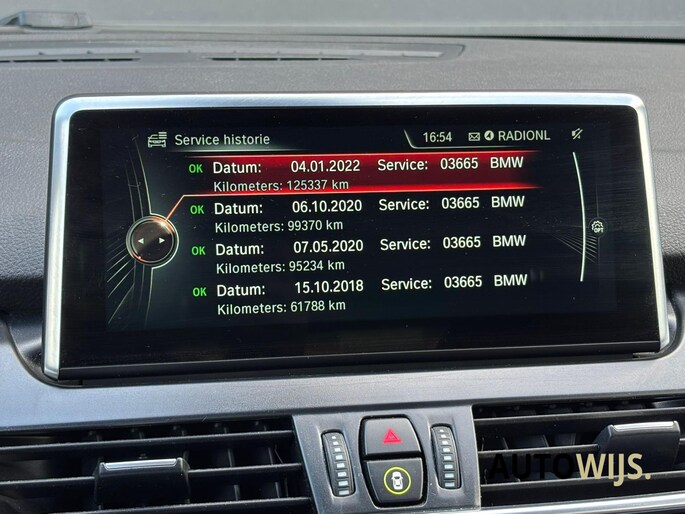 Service historie 16:54 RADIONL
OK Datum: 04.01.2022 Service: 03665 BMW
Kilometers: 125337 km
OK Datum: 06.10.2020 Service: 03665 BMW
Kilometers: 99370 km
OK Datum: 07.05.2020 Service: 03665 BMW
Kilometers: 95234 km
OK Datum: 15.10.2018 Service: 03665 BMW
Kilometers: 61788 km
AUTOWIJS.